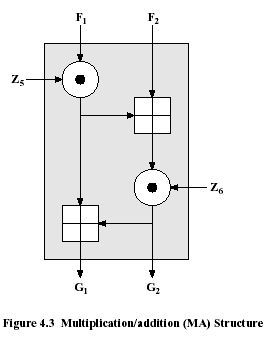 F1 F2
Z5
Z6
G1 G2
Figure 4.3 Multiplication/addition (MA) Structure